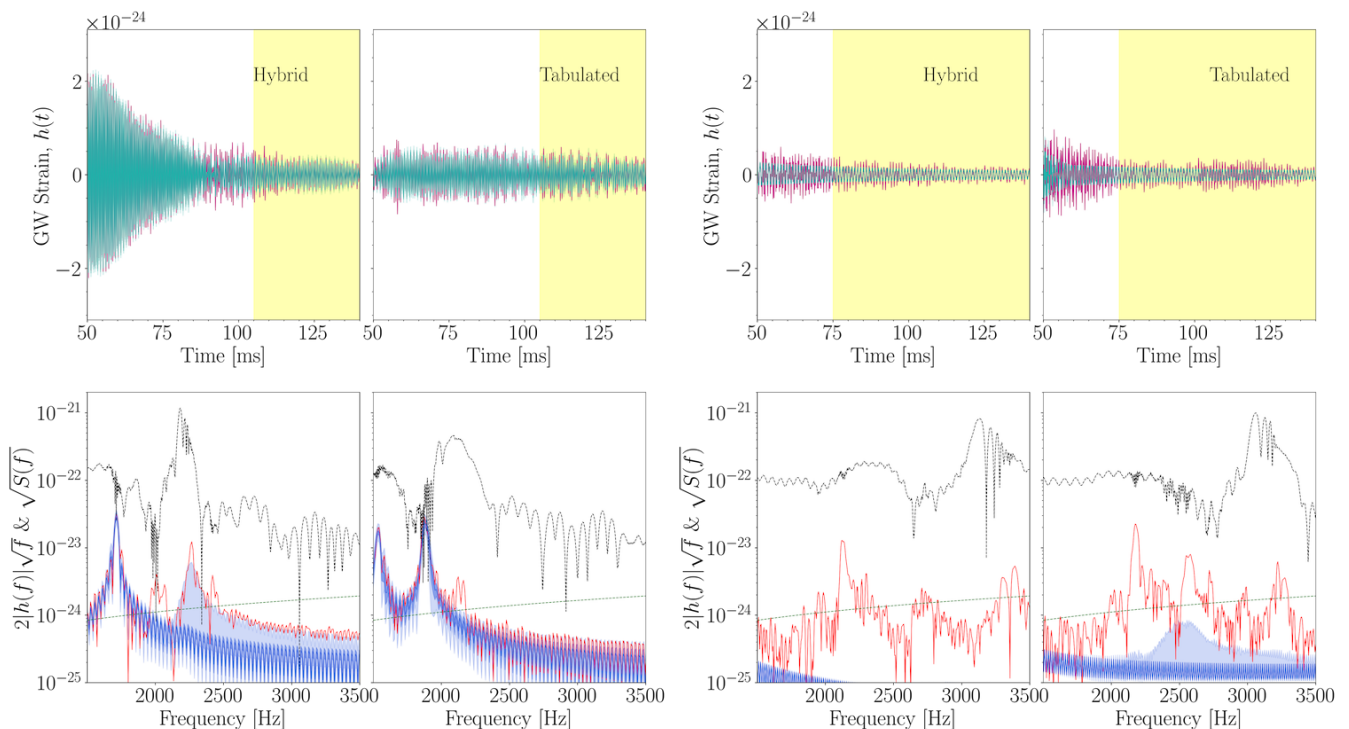 ×10⁻²⁴
×10⁻²⁴
GW Strain, h(t)
2
0
−2
Hybrid
Tabulated
50 75 100 125
50 75 100 125
Time [ms]
Time [ms]
GW Strain, h(t)
2
0
−2
Hybrid
Tabulated
50 75 100 125
50 75 100 125
Time [ms]
Time [ms]
2|h(f)|√f & √S(f)
10⁻²¹
10⁻²²
10⁻²³
10⁻²⁴
10⁻²⁵
2000 2500 3000 3500
2000 2500 3000 3500
Frequency [Hz]
Frequency [Hz]
2|h(f)|√f & √S(f)
10⁻²¹
10⁻²²
10⁻²³
10⁻²⁴
10⁻²⁵
2000 2500 3000 3500
2000 2500 3000 3500
Frequency [Hz]
Frequency [Hz]